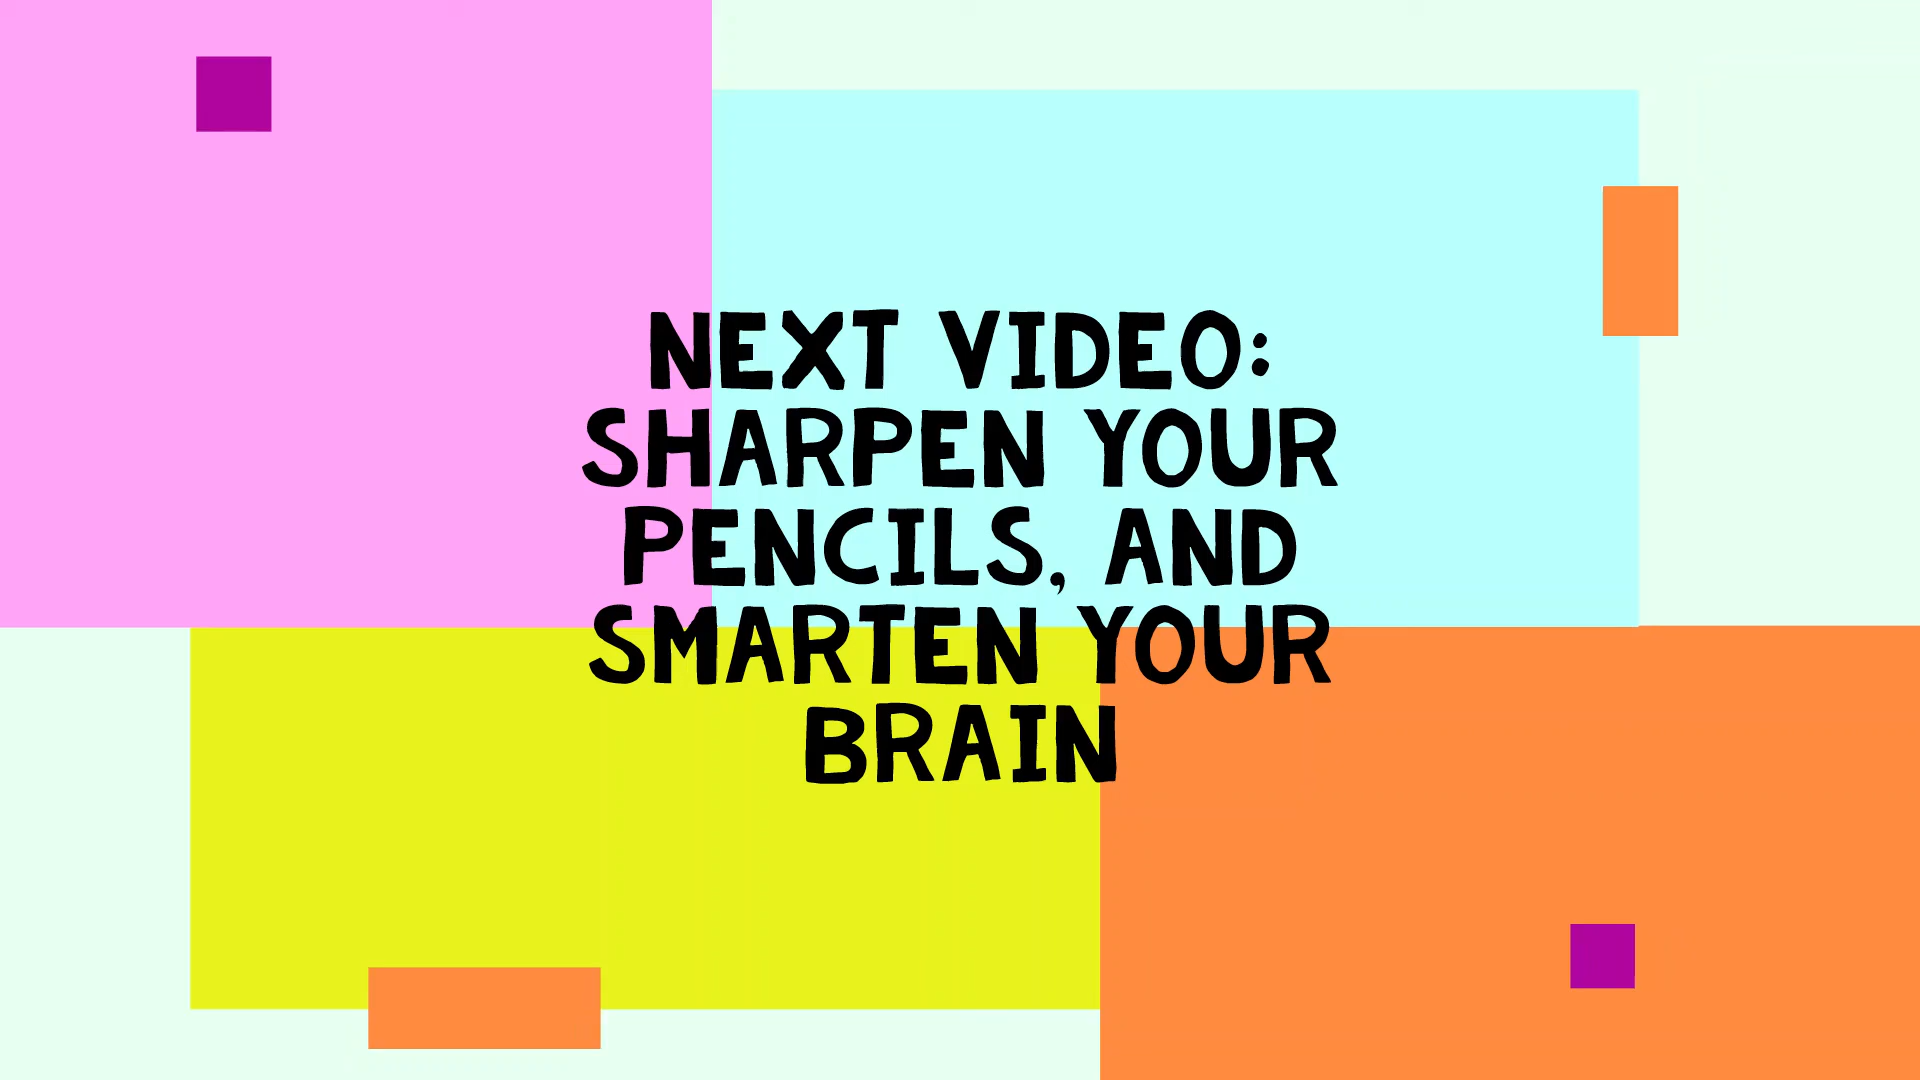 NEXT VIDEO:
SHARPEN YOUR
PENCILS, AND
SMARTEN YOUR
BRAIN